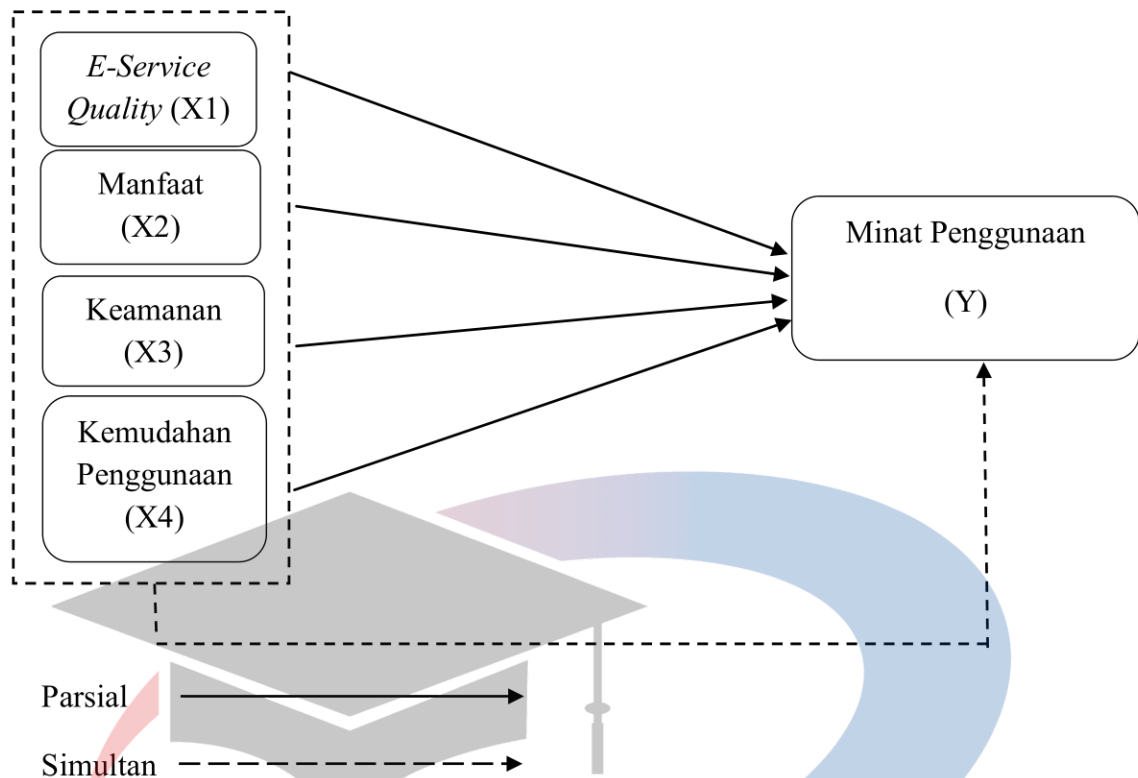 E-Service
Quality (X1)
Manfaat
(X2)
Keamanan
(X3)
Kemudahan
Penggunaan
(X4)
Minat Penggunaan
(Y)
Parsial
Simultan